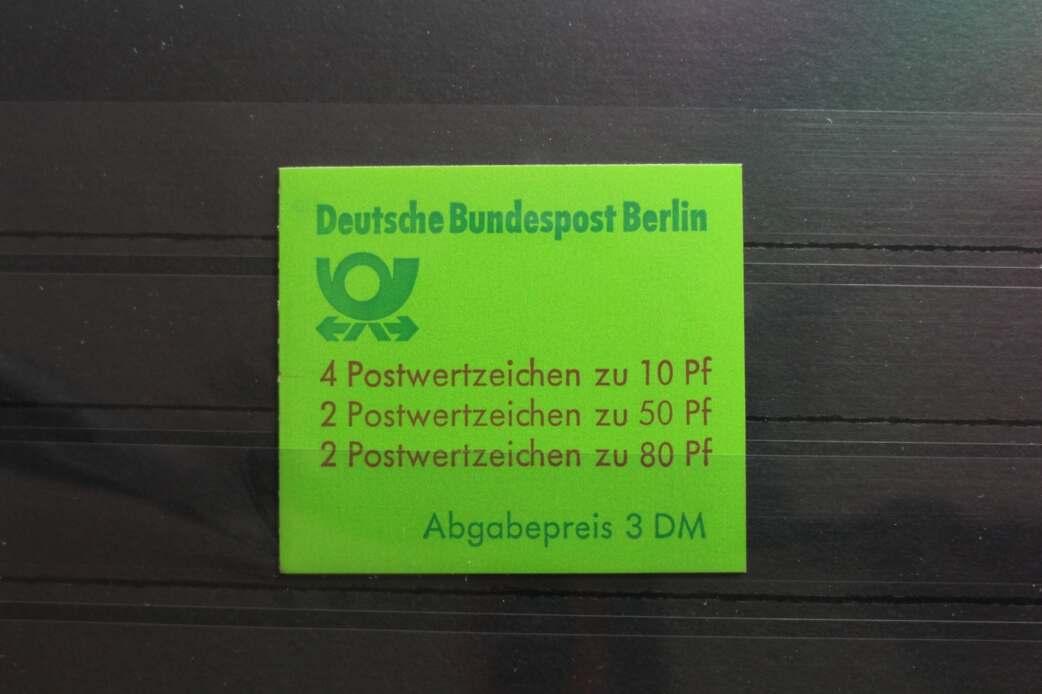 Deutsche Bundespost Berlin
4 Postwertzeichen zu 10 Pf
2 Postwertzeichen zu 50 Pf
2 Postwertzeichen zu 80 Pf
Abgabepreis 3 DM